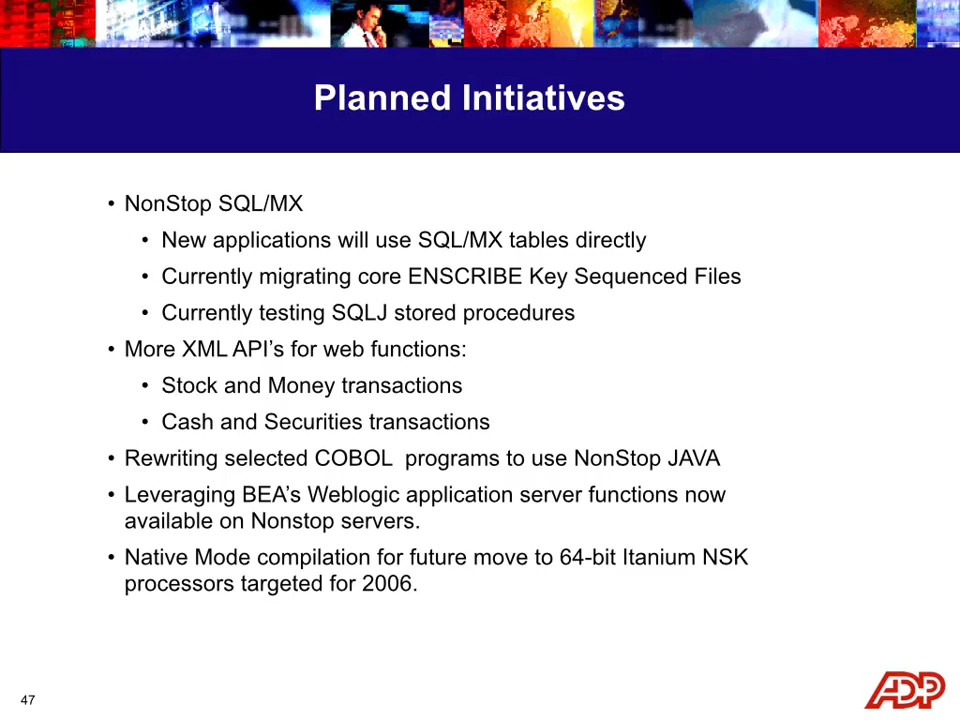 Planned Initiatives
• NonStop SQL/MX
• New applications will use SQL/MX tables directly
• Currently migrating core ENSCRIBE Key Sequenced Files
• Currently testing SQLJ stored procedures
• More XML API’s for web functions:
• Stock and Money transactions
• Cash and Securities transactions
• Rewriting selected COBOL  programs to use NonStop JAVA
• Leveraging BEA’s Weblogic application server functions now
available on Nonstop servers.
• Native Mode compilation for future move to 64-bit Itanium NSK
processors targeted for 2006.
47
ADP